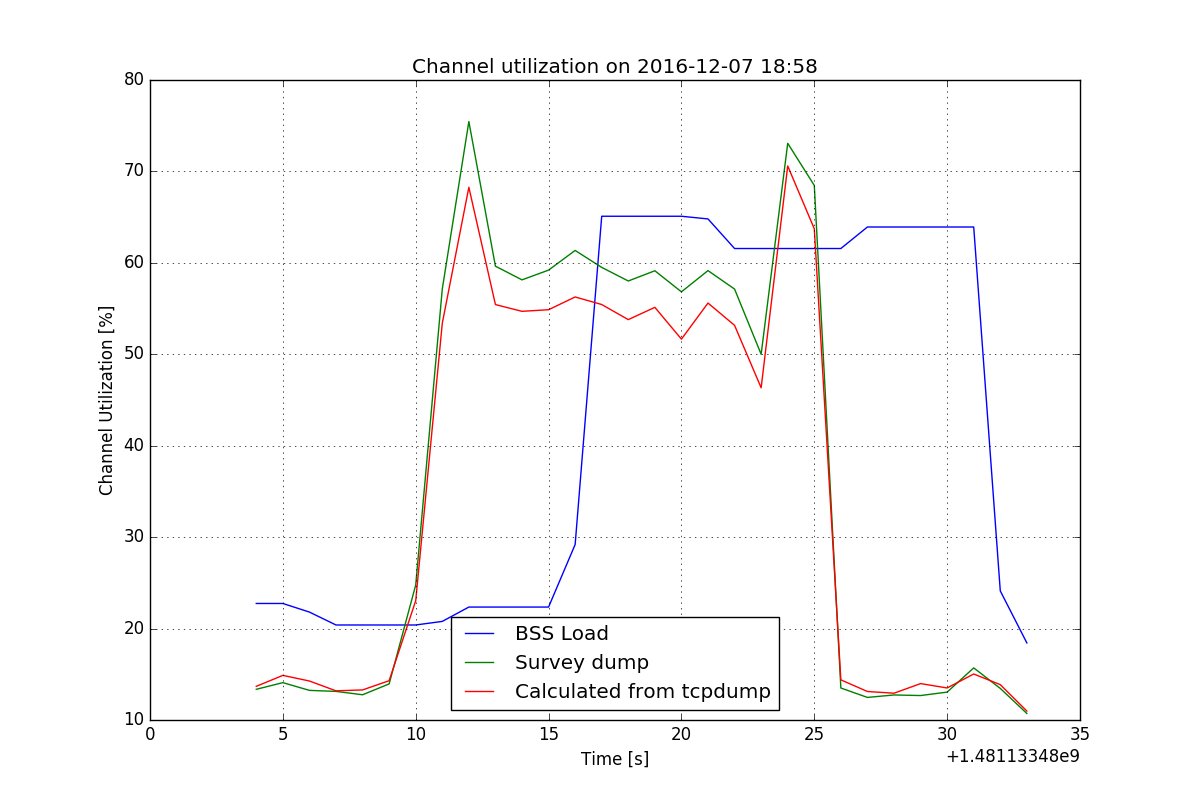 Channel utilization on 2016-12-07 18:58
Channel Utilization [%]
80
70
60
50
40
30
20
10
BSS Load
Survey dump
Calculated from tcpdump
0 5 10 15 20 25 30 35
Time [s]
+1.48113348e9